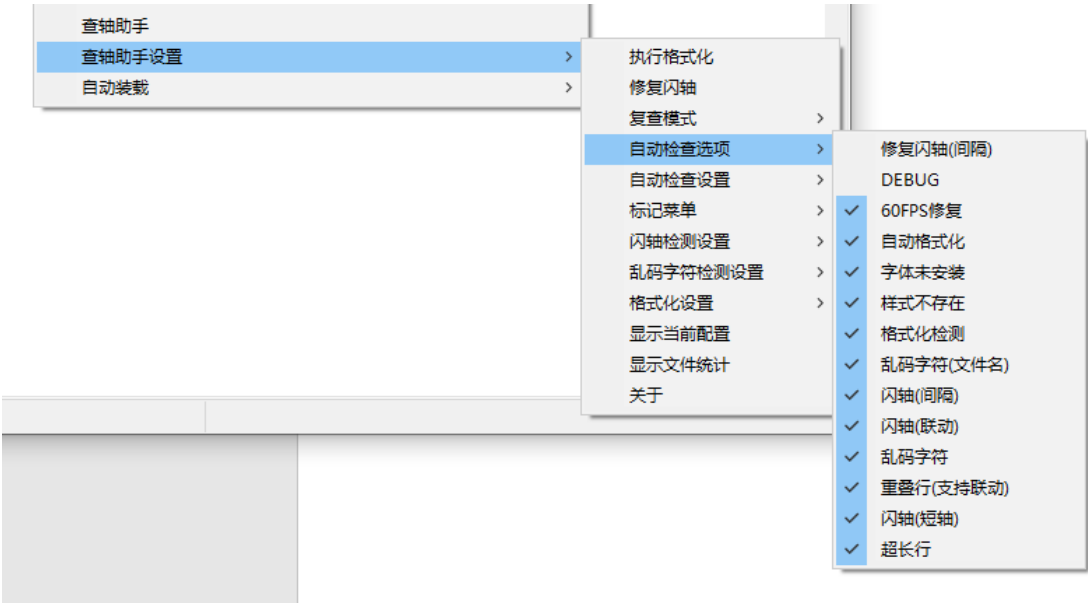 查轴助手
查轴助手设置
自动装载
执行格式化
修复闪轴
复查模式
自动检查选项
自动检查设置
标记菜单
闪轴检测设置
乱码字符检测设置
格式化设置
显示当前配置
显示文件统计
关于
修复闪轴(间隔)
DEBUG
60FPS修复
自动格式化
字体未安装
样式不存在
格式化检测
乱码字符(文件名)
闪轴(间隔)
闪轴(联动)
乱码字符
重叠行(支持联动)
闪轴(短轴)
超长行